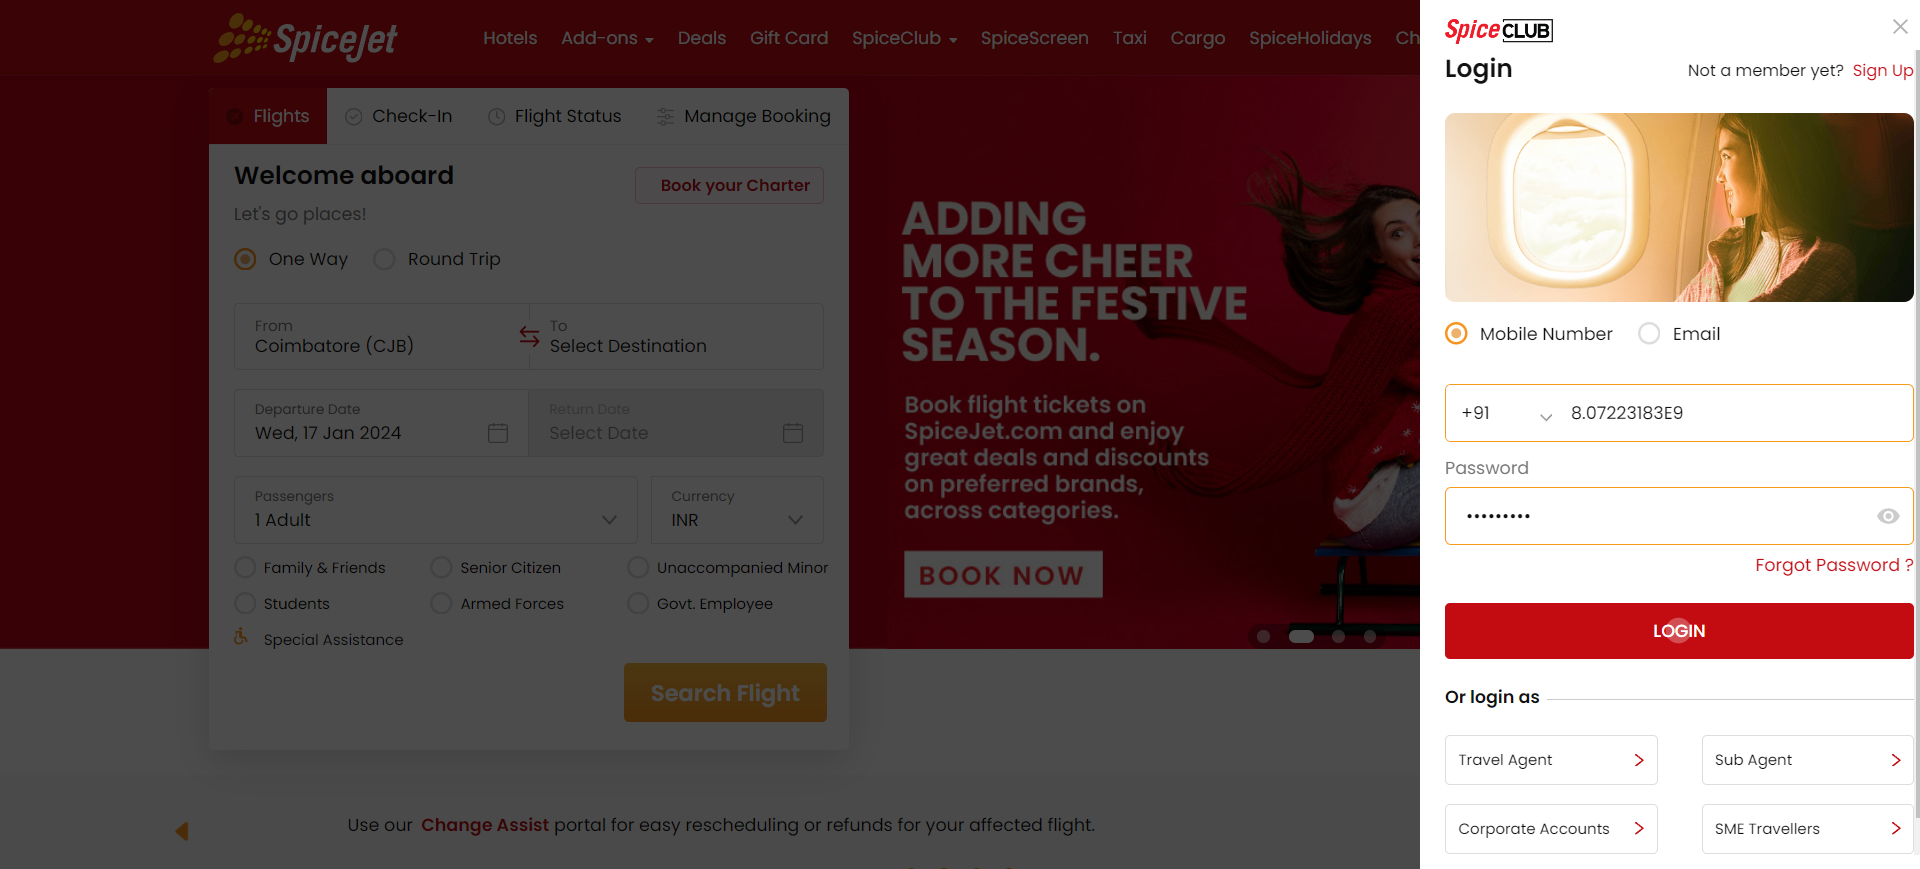 SpiceJet
Hotels Add-ons Deals Gift Card SpiceClub SpiceScreen Taxi Cargo SpiceHolidays Ch
Flights Check-In Flight Status Manage Booking
Welcome aboard
Book your Charter
Let's go places!
One Way Round Trip
From
Coimbatore (CJB)
To
Select Destination
Departure Date
Wed, 17 Jan 2024
Return Date
Select Date
Passengers
1 Adult
Currency
INR
Family & Friends Senior Citizen Unaccompanied Minor
Students Armed Forces Govt. Employee
Special Assistance
Search Flight
ADDING
MORE CHEER
TO THE FESTIVE
SEASON.
Book flight tickets on
SpiceJet.com and enjoy
great deals and discounts
on preferred brands,
across categories.
BOOK NOW
Use our Change Assist portal for easy rescheduling or refunds for your affected flight.
SpiceCLUB
Login
Not a member yet? Sign Up
Mobile Number Email
+91 8.07223183E9
Password
•••••••••
Forgot Password ?
LOGIN
Or login as
Travel Agent Sub Agent
Corporate Accounts SME Travellers